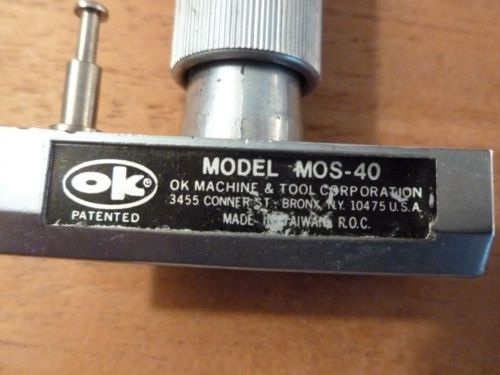 ok®
PATENTED
MODEL MOS-40
OK MACHINE & TOOL CORPORATION
3455 CONNER ST. BRONX, N.Y. 10475 U.S.A.
MADE IN TAIWAN R.O.C.